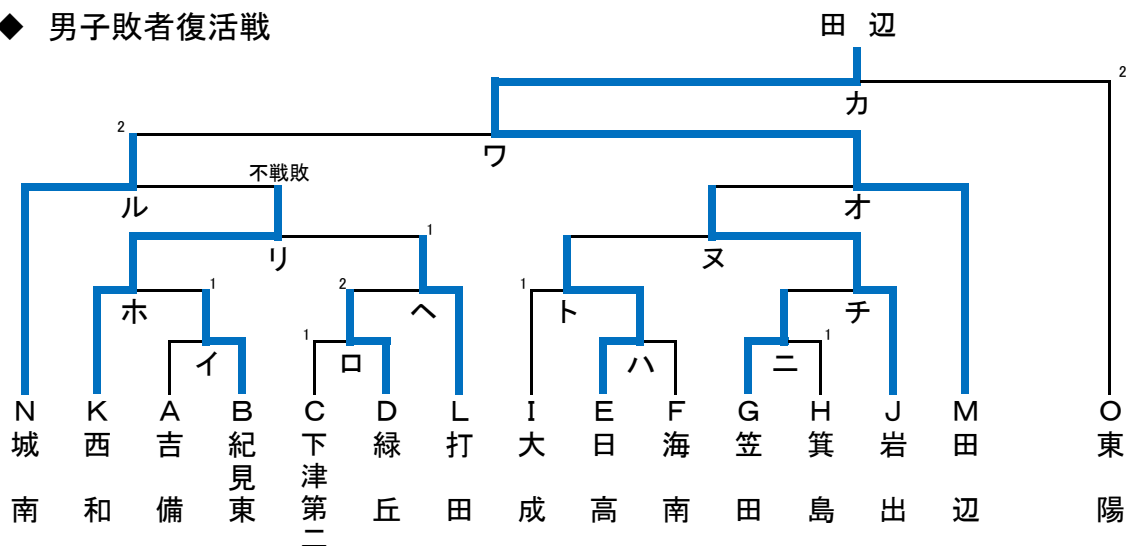 ◆ 男子敗者復活戦
田辺
2
カ
2
ワ
不戦敗
ル
オ
1
リ
ヌ
1
2
1
ホ
ヘ
ト
チ
1
1
イ
ロ
ハ
ニ
N K A B C D L I E F G H J M O
城南
西和
吉備
紀見東
下津第二
緑丘
打田
大成
日高
海南
笠田
箕島
岩出
田辺
東陽